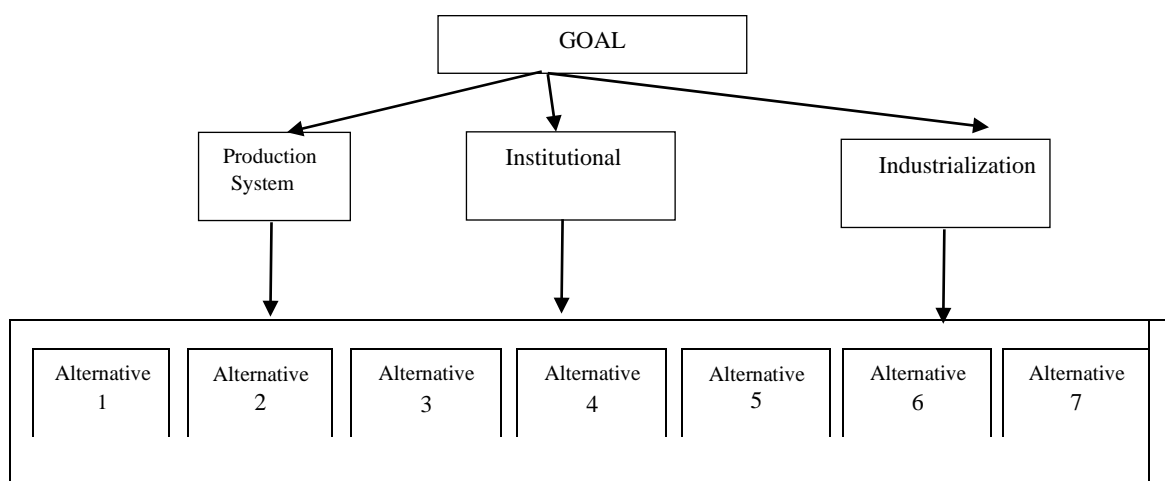 GOAL
Production
System
Institutional
Industrialization
Alternative
1
Alternative
2
Alternative
3
Alternative
4
Alternative
5
Alternative
6
Alternative
7